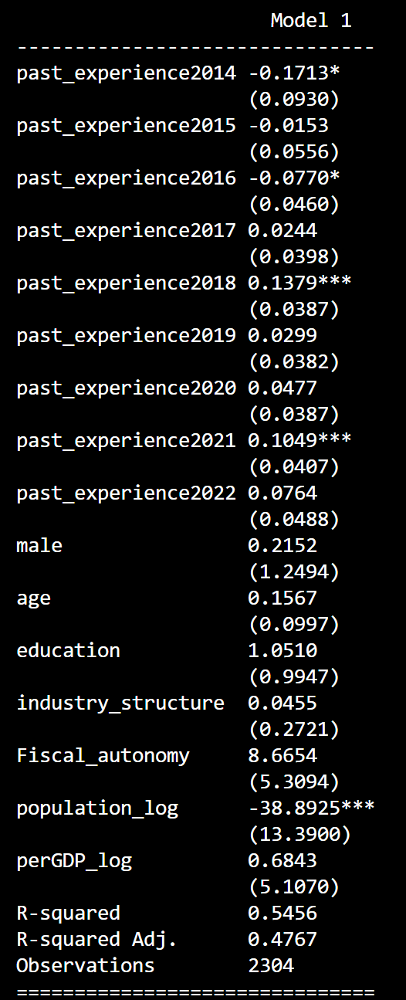 Model 1
-------------------------------
past_experience2014 -0.1713*
(0.0930)
past_experience2015 -0.0153
(0.0556)
past_experience2016 -0.0770*
(0.0460)
past_experience2017 0.0244
(0.0398)
past_experience2018 0.1379***
(0.0387)
past_experience2019 0.0299
(0.0382)
past_experience2020 0.0477
(0.0387)
past_experience2021 0.1049***
(0.0407)
past_experience2022 0.0764
(0.0488)
male 0.2152
(1.2494)
age 0.1567
(0.0997)
education 1.0510
(0.9947)
industry_structure 0.0455
(0.2721)
Fiscal_autonomy 8.6654
(5.3094)
population_log -38.8925***
(13.3900)
perGDP_log 0.6843
(5.1070)
R-squared 0.5456
R-squared Adj. 0.4767
Observations 2304
===============================